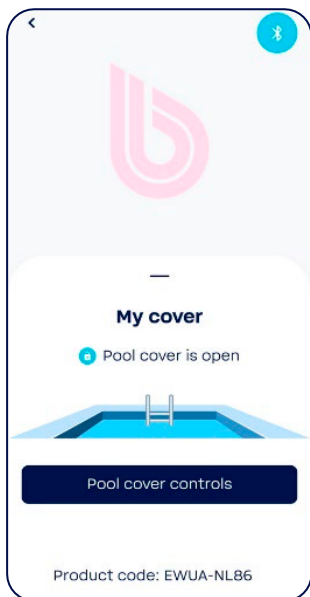 My cover
Pool cover is open
Pool cover controls
Product code: EWUA-NL86